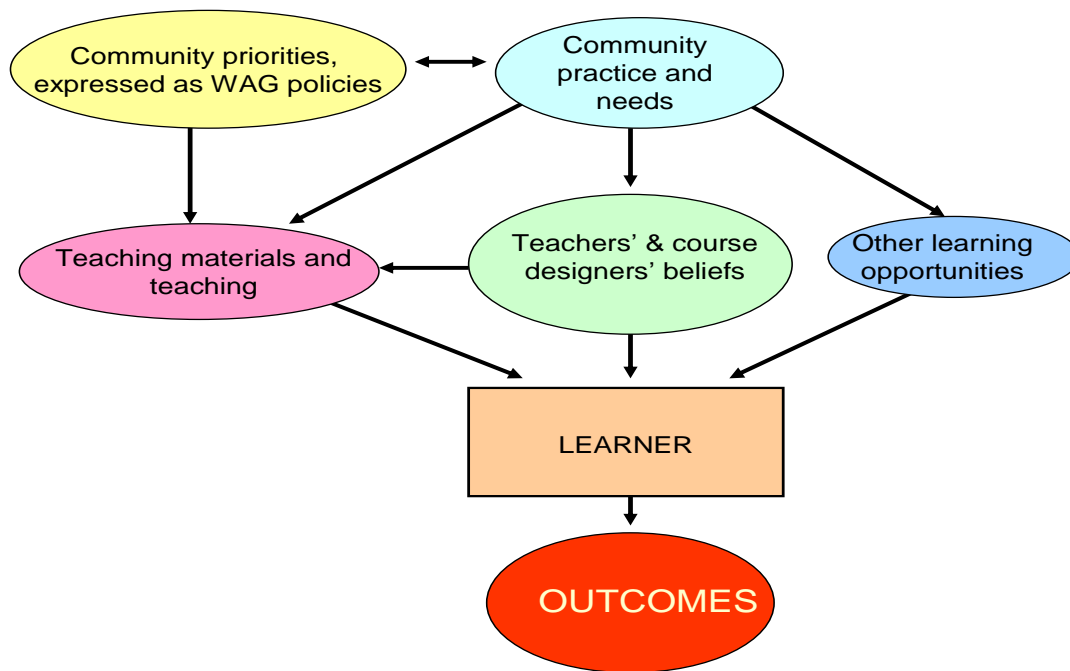 Community priorities,
expressed as WAG policies
Community
practice and
needs
Teaching materials and
teaching
Teachers’ & course
designers’ beliefs
Other learning
opportunities
LEARNER
OUTCOMES